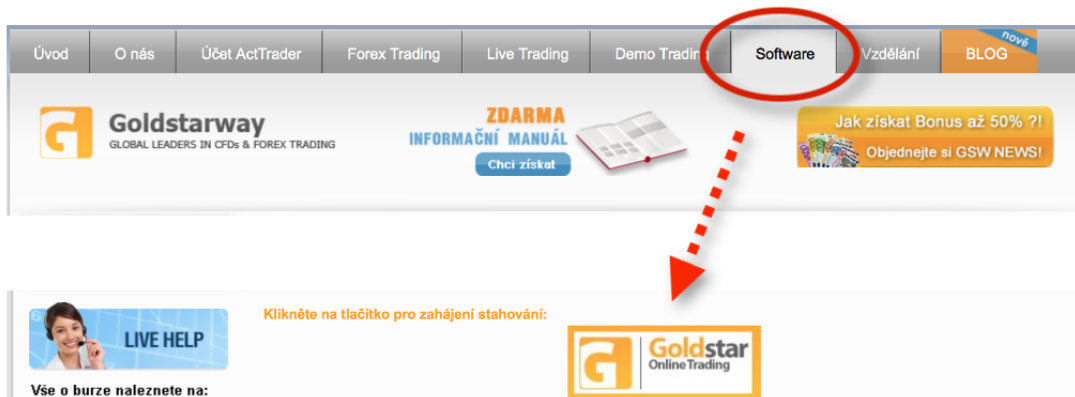 Úvod
O nás
Účet ActTrader
Forex Trading
Live Trading
Demo Trading
Software
Vzdělání
BLOG
nově
G
Goldstarway
GLOBAL LEADERS IN CFDs & FOREX TRADING
ZDARMA
INFORMAČNÍ MANUÁL
Chci získat
Jak získat Bonus až 50% ?!
Objednejte si GSW NEWS!
LIVE HELP
Vše o burze naleznete na:
Klikněte na tlačítko pro zahájení stahování:
G
Goldstar
Online Trading